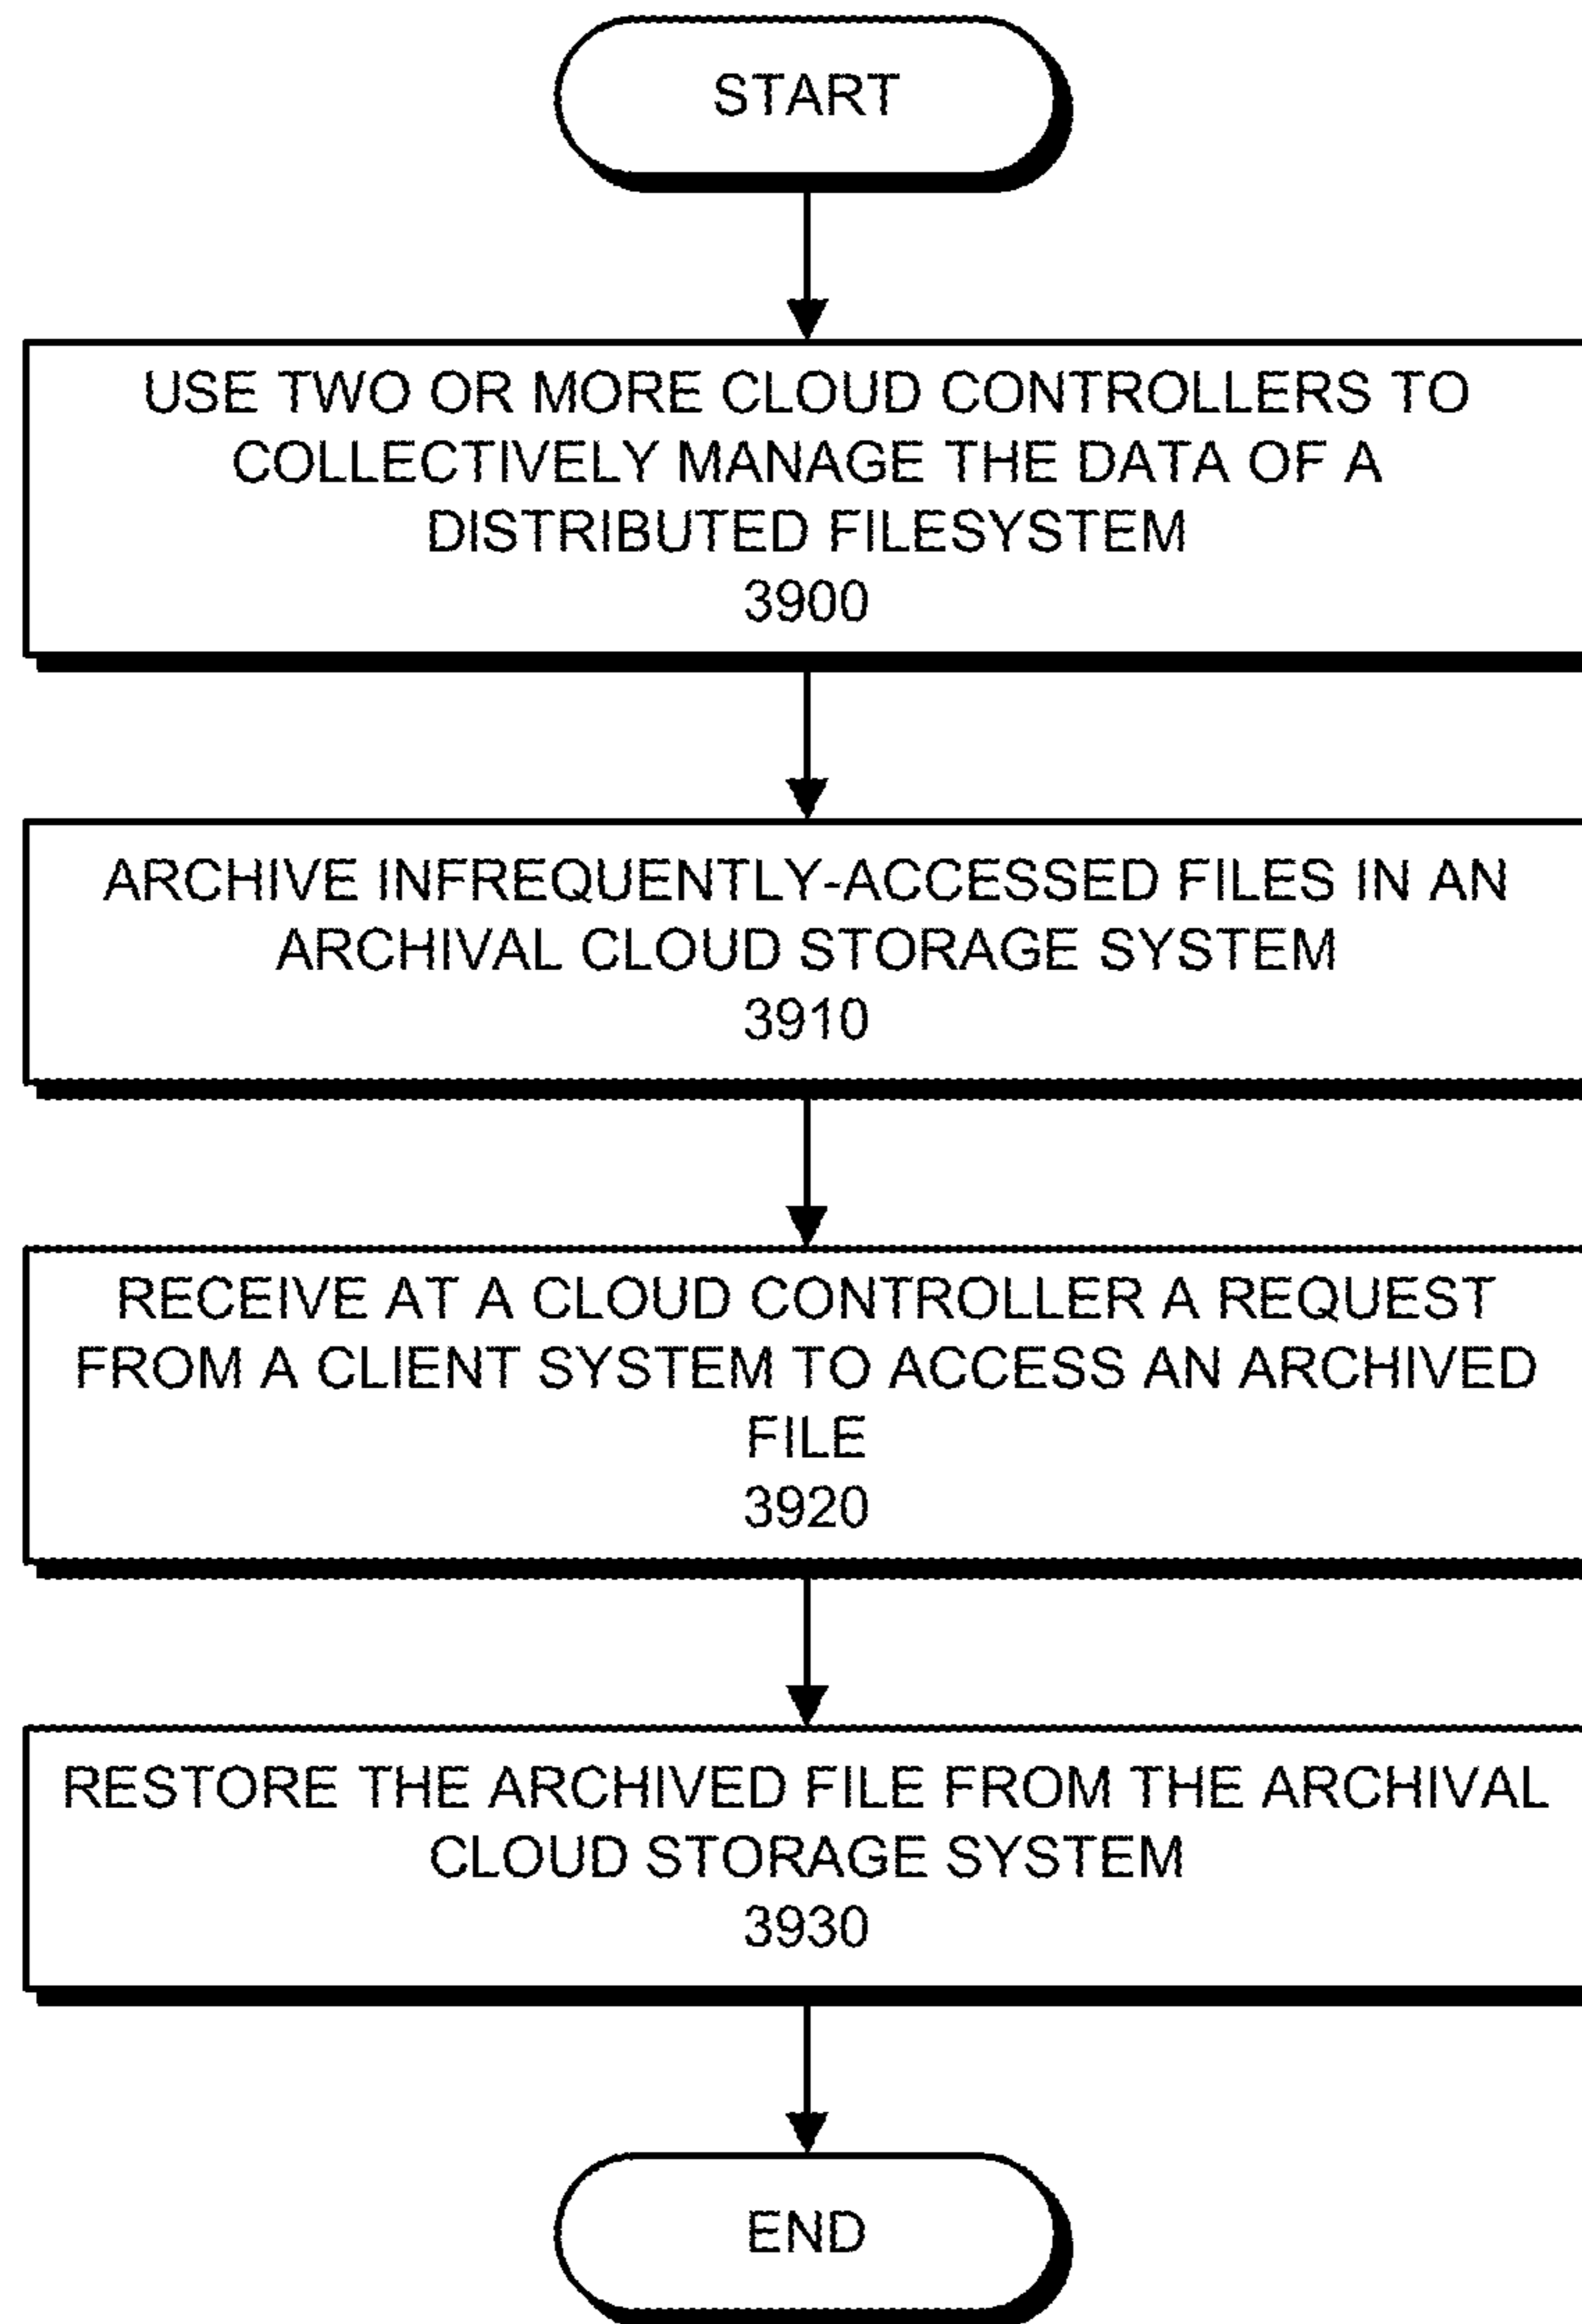 START
USE TWO OR MORE CLOUD CONTROLLERS TO
COLLECTIVELY MANAGE THE DATA OF A
DISTRIBUTED FILESYSTEM
3900
ARCHIVE INFREQUENTLY-ACCESSED FILES IN AN
ARCHIVAL CLOUD STORAGE SYSTEM
3910
RECEIVE AT A CLOUD CONTROLLER A REQUEST
FROM A CLIENT SYSTEM TO ACCESS AN ARCHIVED
FILE
3920
RESTORE THE ARCHIVED FILE FROM THE ARCHIVAL
CLOUD STORAGE SYSTEM
3930
END